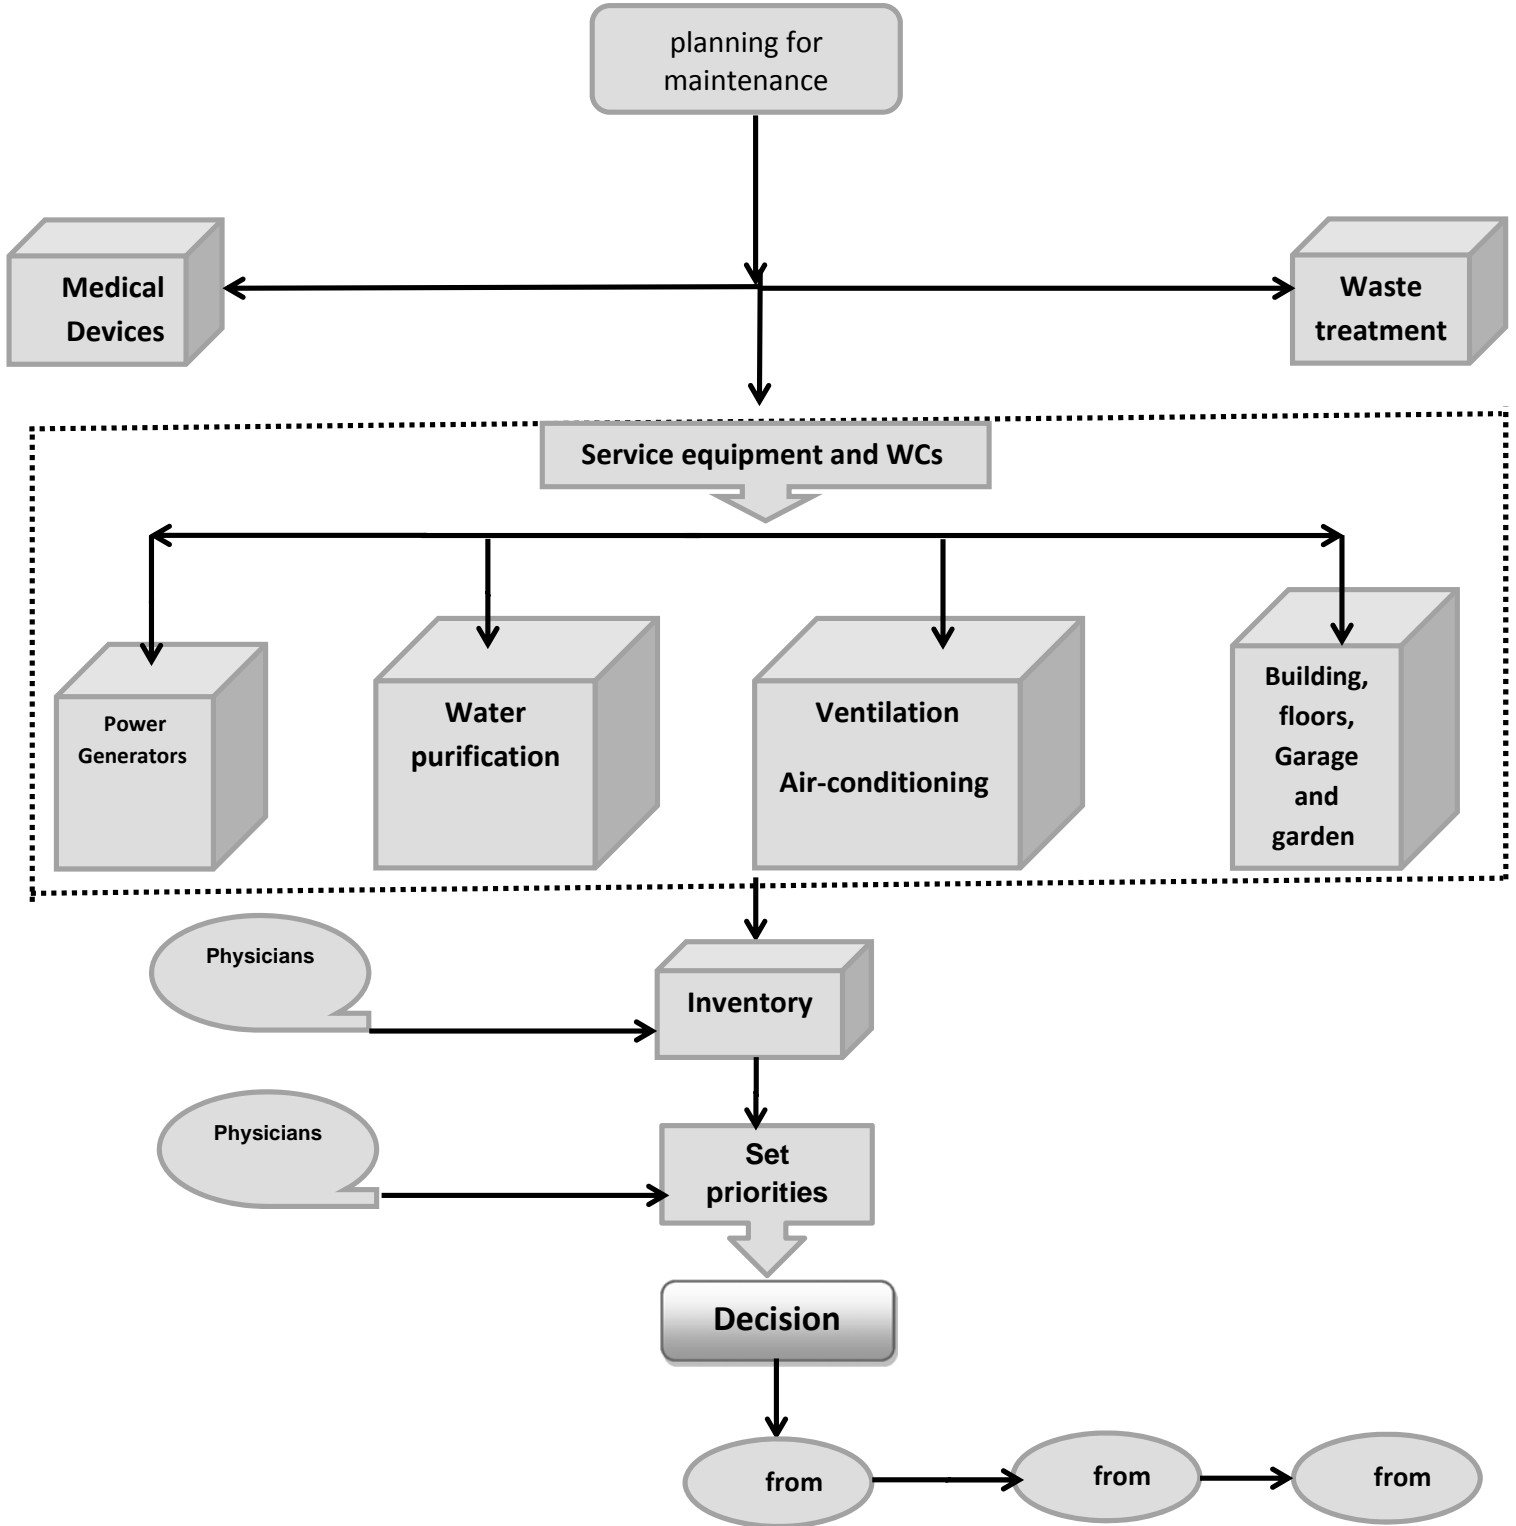 planning for
maintenance
Medical
Devices
Waste
treatment
Service equipment and WCs
Power
Generators
Water
purification
Ventilation
Air-conditioning
Building,
floors,
Garage
and
garden
Physicians
Inventory
Physicians
Set
priorities
Decision
from
from
from